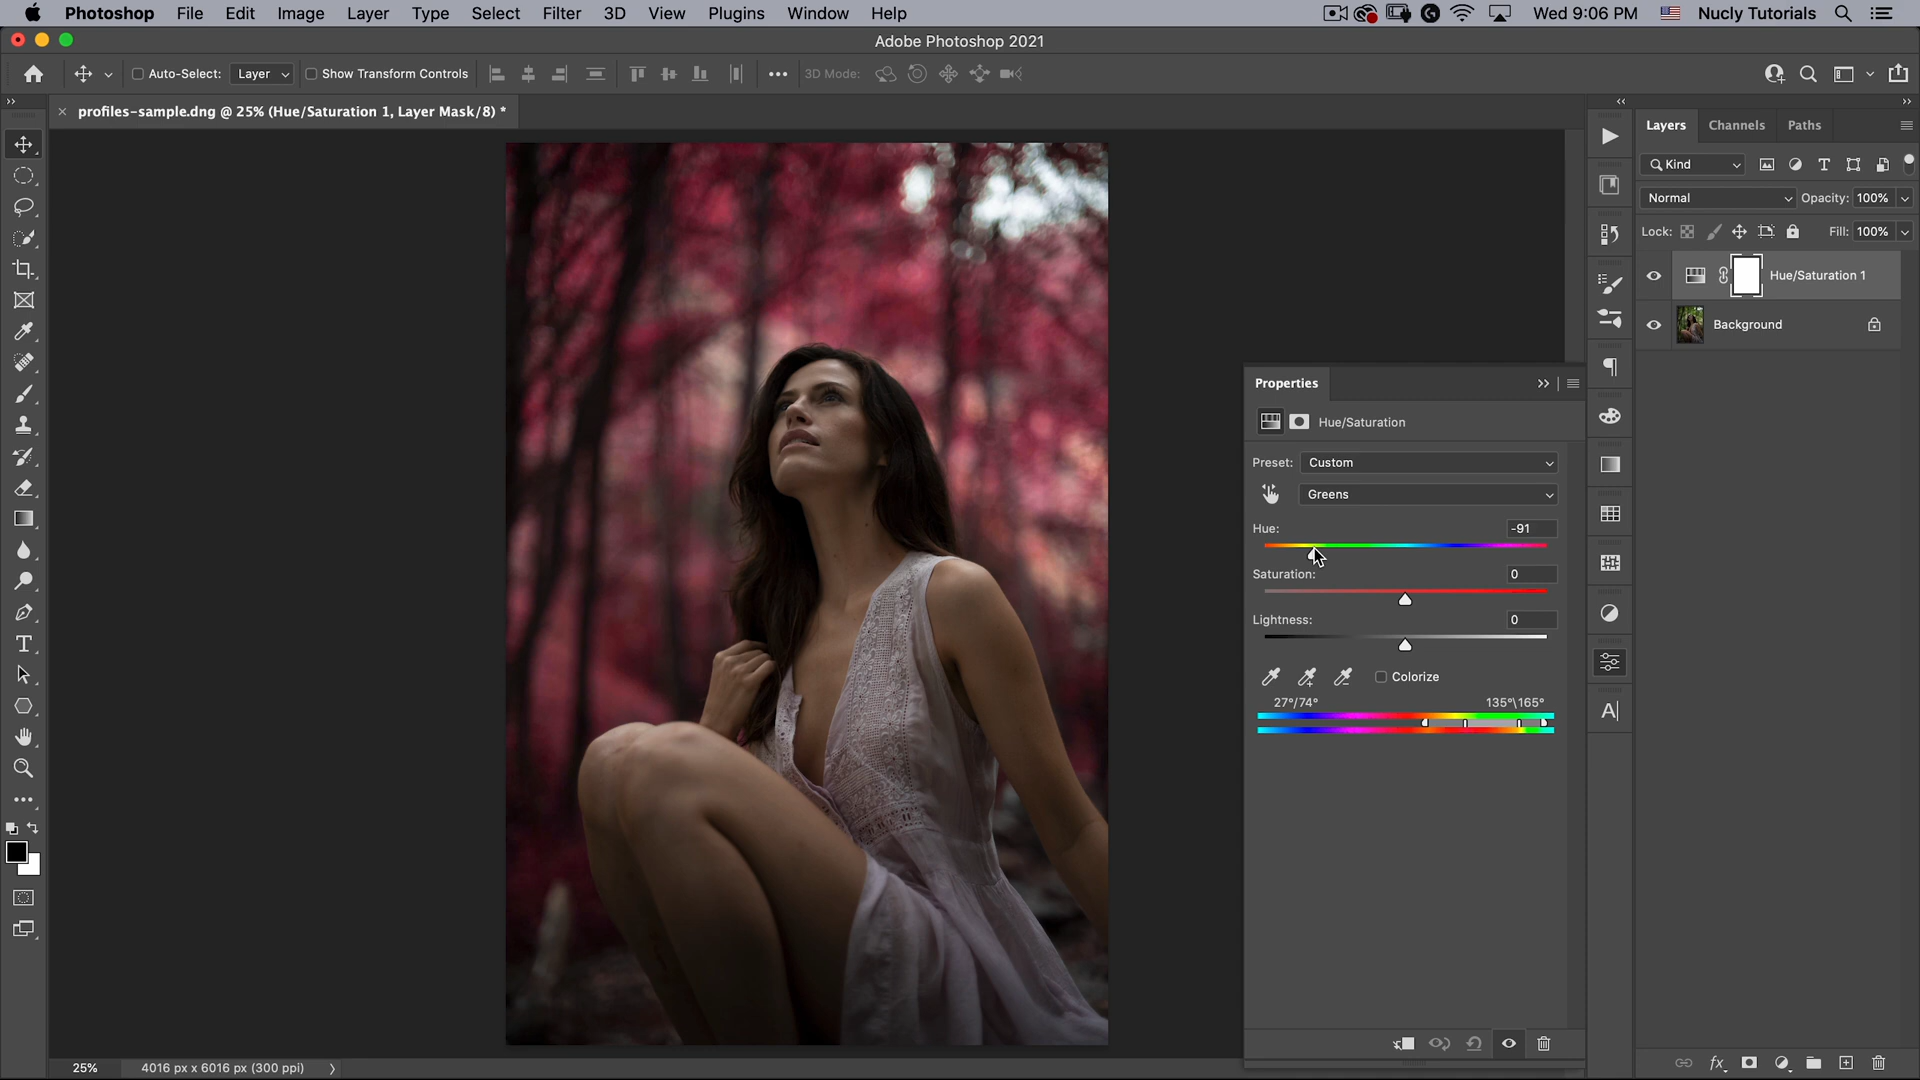 Photoshop File Edit Image Layer Type Select Filter 3D View Plugins Window Help Wed 9:06 PM Nucly Tutorials
Adobe Photoshop 2021
Auto-Select: Layer Show Transform Controls 3D Mode:
profiles-sample.dng @ 25% (Hue/Saturation 1, Layer Mask/8) *
Layers Channels Paths
Kind
Normal Opacity: 100%
Lock: Fill: 100%
Hue/Saturation 1
Background
Properties
Hue/Saturation
Preset: Custom
Greens
Hue: -91
Saturation: 0
Lightness: 0
Colorize
27°/74° 135°\165°
25% 4016 px x 6016 px (300 ppi)